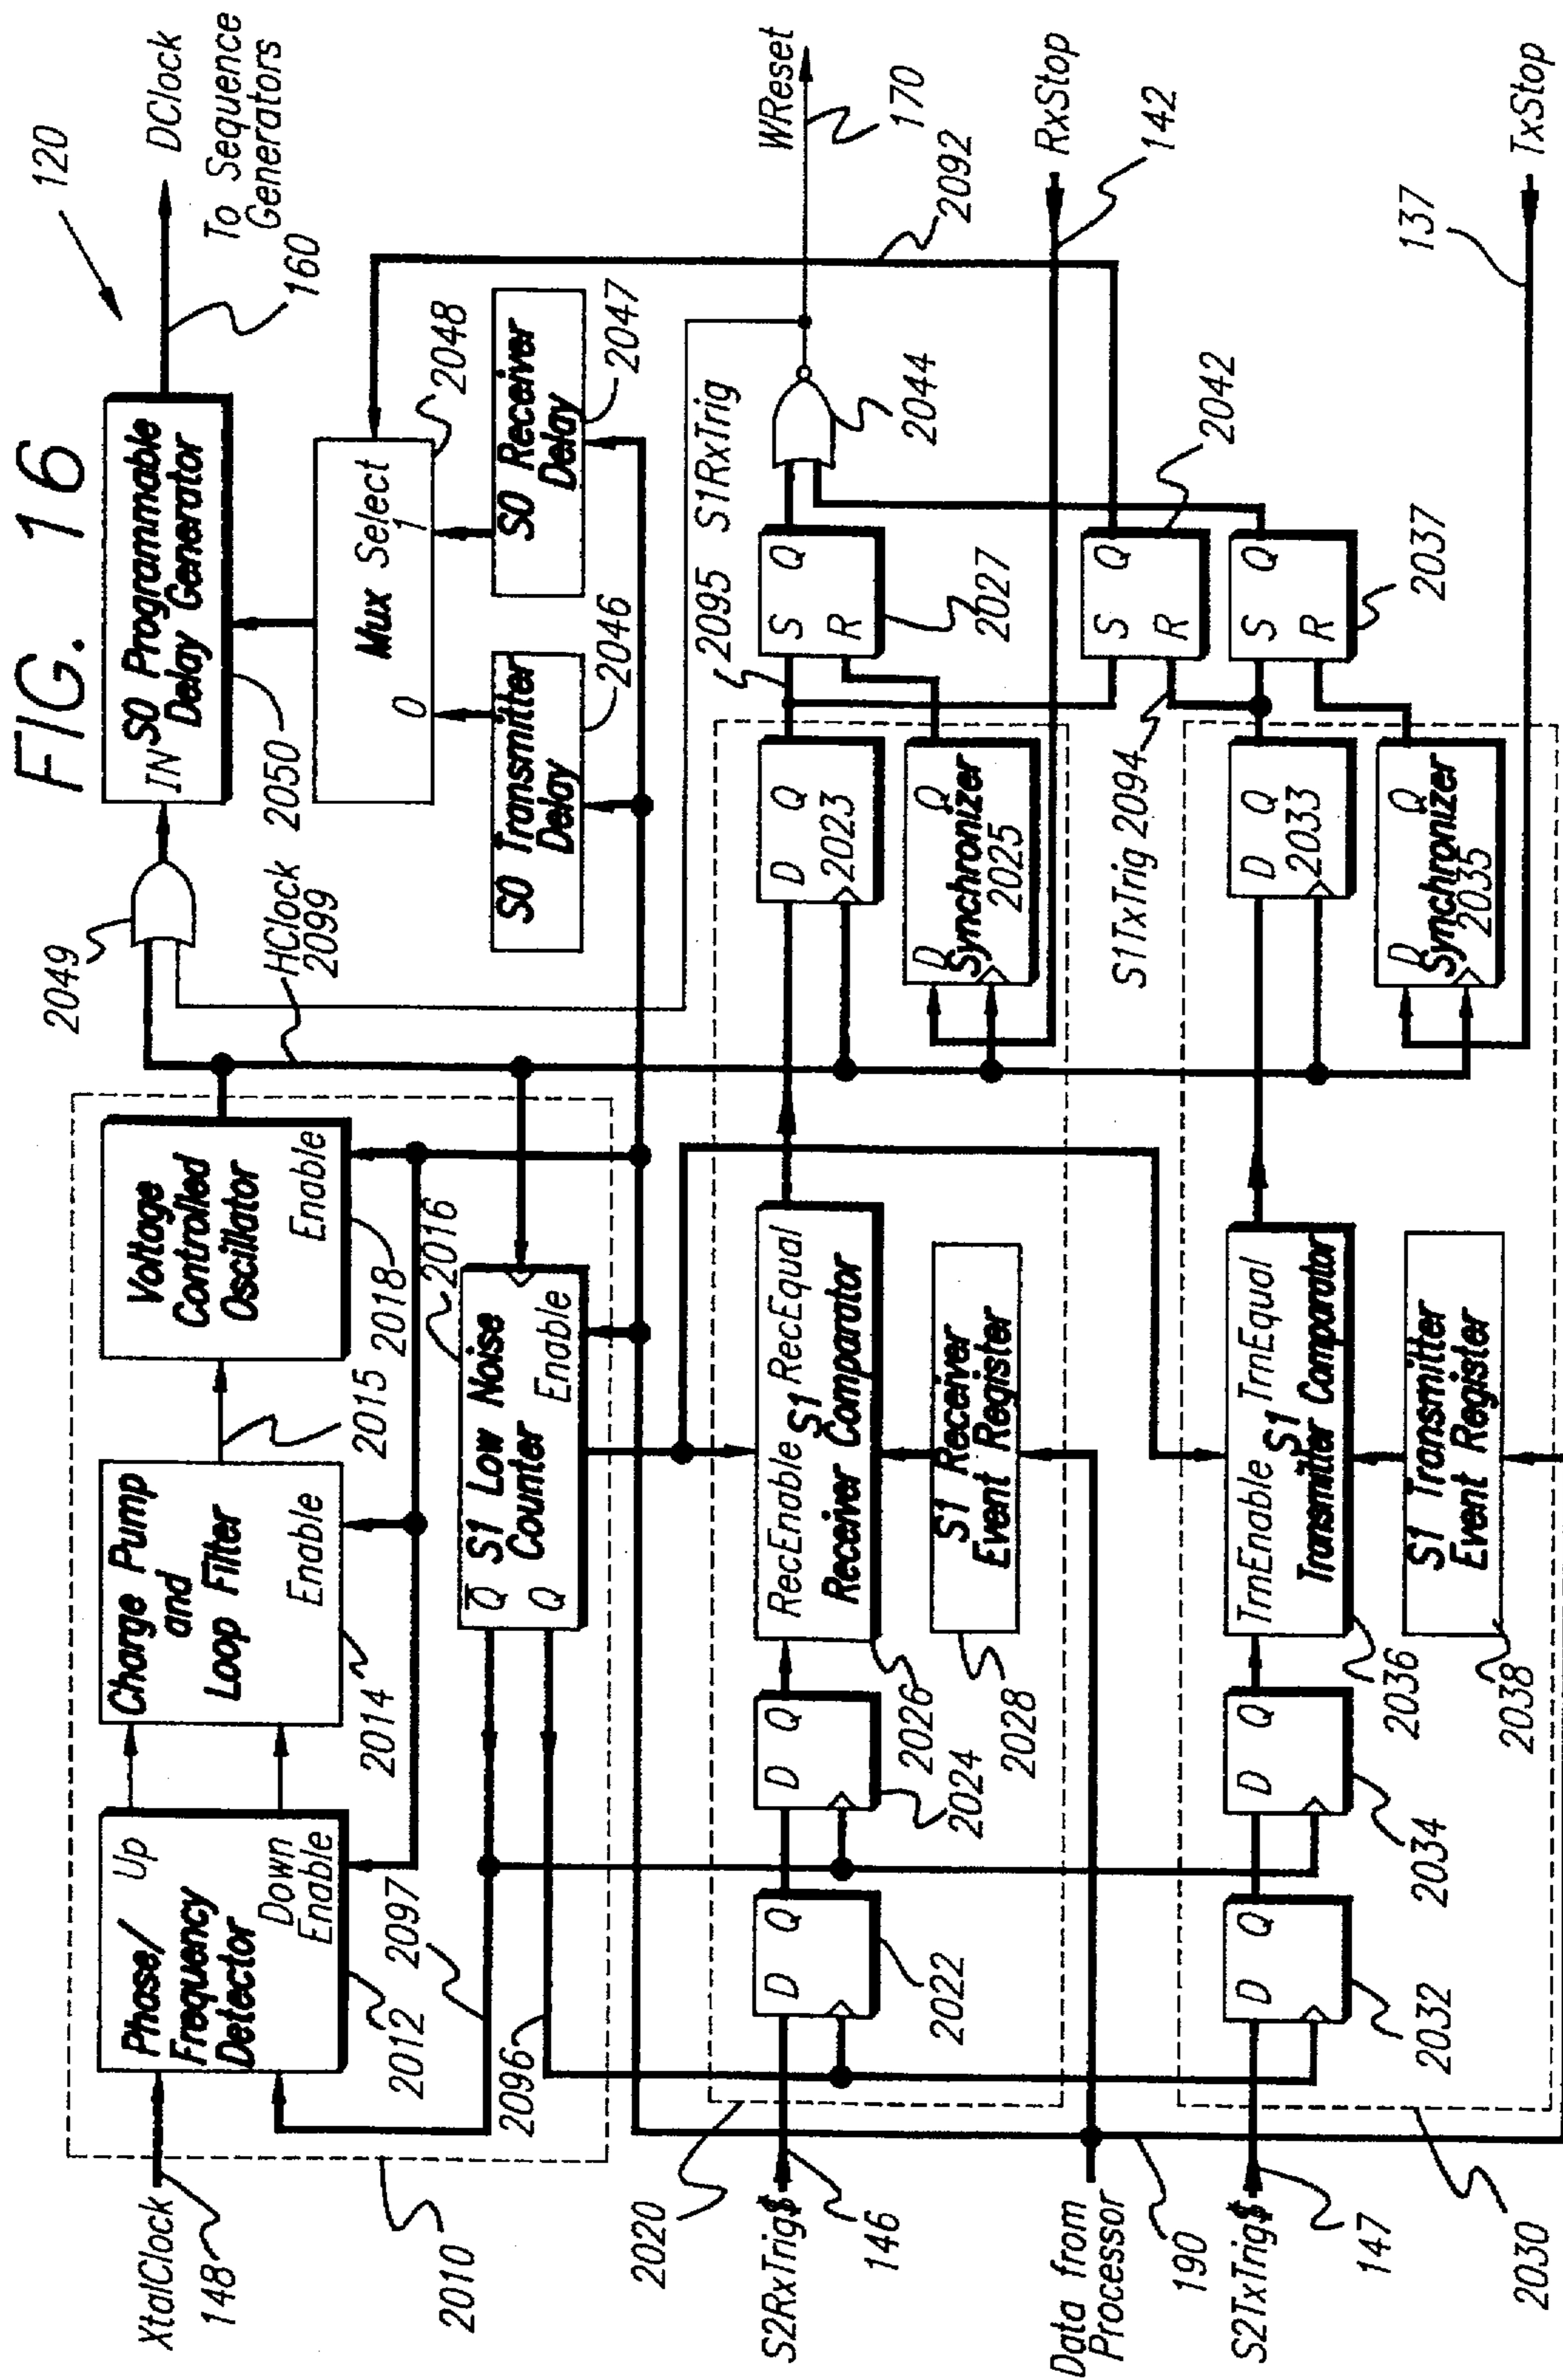 FIG. 16
120
XtalClock
148
Phase/
Frequency
Detector
Up
Down
Enable
2012
2097
Charge Pump
and
Loop Filter
Enable
2014
2015
Voltage
Controlled
Oscillator
Enable
2018
2049
HClock
2099
IN
S0 Programmable
Delay Generator
2050
DClock
To Sequence
Generators
160
Mux Select
0
1
2048
S0 Transmitter
Delay
2046
S0 Receiver
Delay
2047
2010
2096
Q
Q
S1 Low Noise
Counter
Enable
2016
2020
S2RxTrig$
146
D
Q
2022
D
Q
2024
RecEnable
RecEqual
S1
Receiver Comparator
2026
S1 Receiver
Event Register
2028
D
Q
2023
D
Q
Synchronizer
2025
2095
S1RxTrig
S
Q
R
2027
2044
WReset
170
2092
RxStop
142
Data from
Processor
190
S1TxTrig 2094
S
Q
R
2042
S2TxTrig$
147
2030
D
Q
2032
D
Q
2034
TrnEnable
TrnEqual
S1
Transmitter Comparator
2036
S1 Transmitter
Event Register
2038
D
Q
2033
D
Q
Synchronizer
2035
S
Q
R
2037
137
TxStop